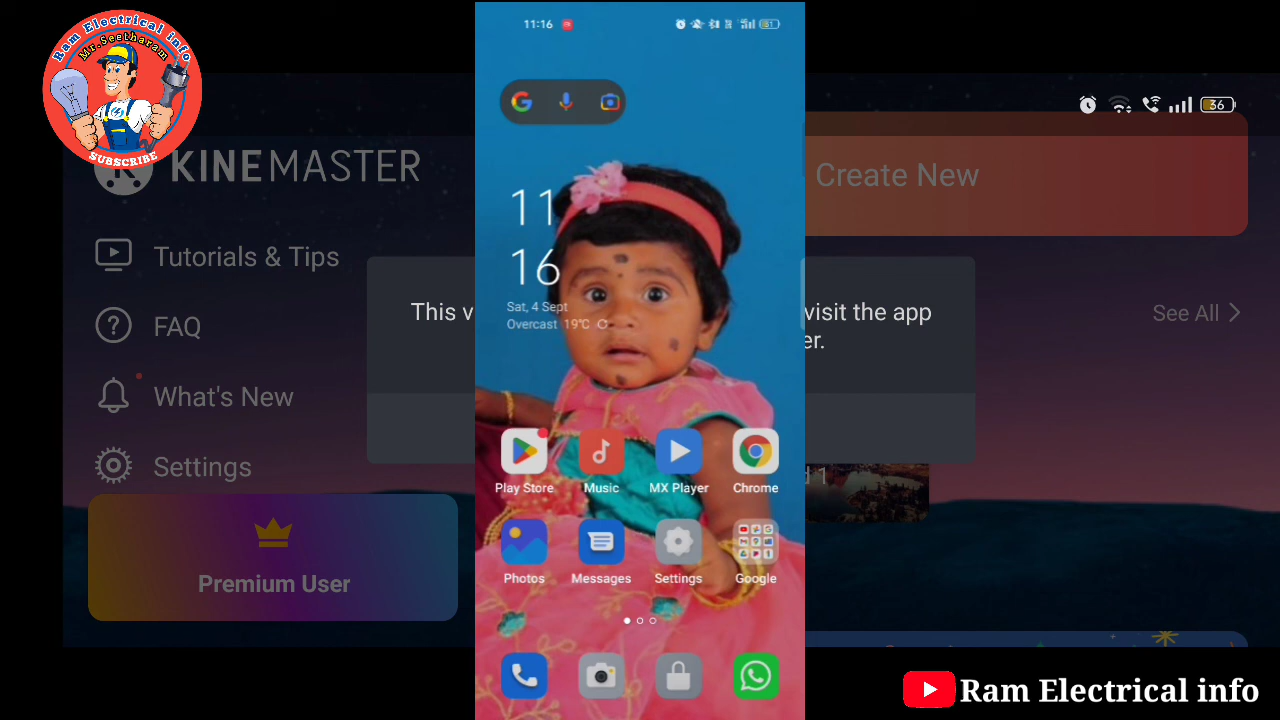 Ram Electrical info
Mr.Seetharam
SUBSCRIBE
KINEMASTER
Tutorials & Tips
FAQ
What's New
Settings
Premium User
11:16
11
16
Sat, 4 Sept
Overcast 19°C
Play Store
Music
MX Player
Chrome
Photos
Messages
Settings
Google
36
Create New
See All
This v
visit the app
er.
d 1
Ram Electrical info